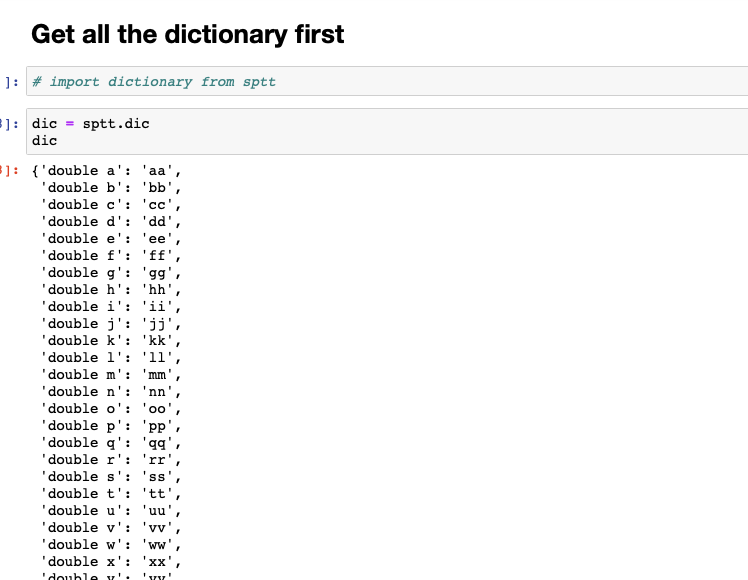 Get all the dictionary first
]: # import dictionary from sptt
]: dic = sptt.dic
dic
]: {'double a': 'aa',
'double b': 'bb',
'double c': 'cc',
'double d': 'dd',
'double e': 'ee',
'double f': 'ff',
'double g': 'gg',
'double h': 'hh',
'double i': 'ii',
'double j': 'jj',
'double k': 'kk',
'double l': 'll',
'double m': 'mm',
'double n': 'nn',
'double o': 'oo',
'double p': 'pp',
'double q': 'qq',
'double r': 'rr',
'double s': 'ss',
'double t': 'tt',
'double u': 'uu',
'double v': 'vv',
'double w': 'ww',
'double x': 'xx',
'double y': 'yy'